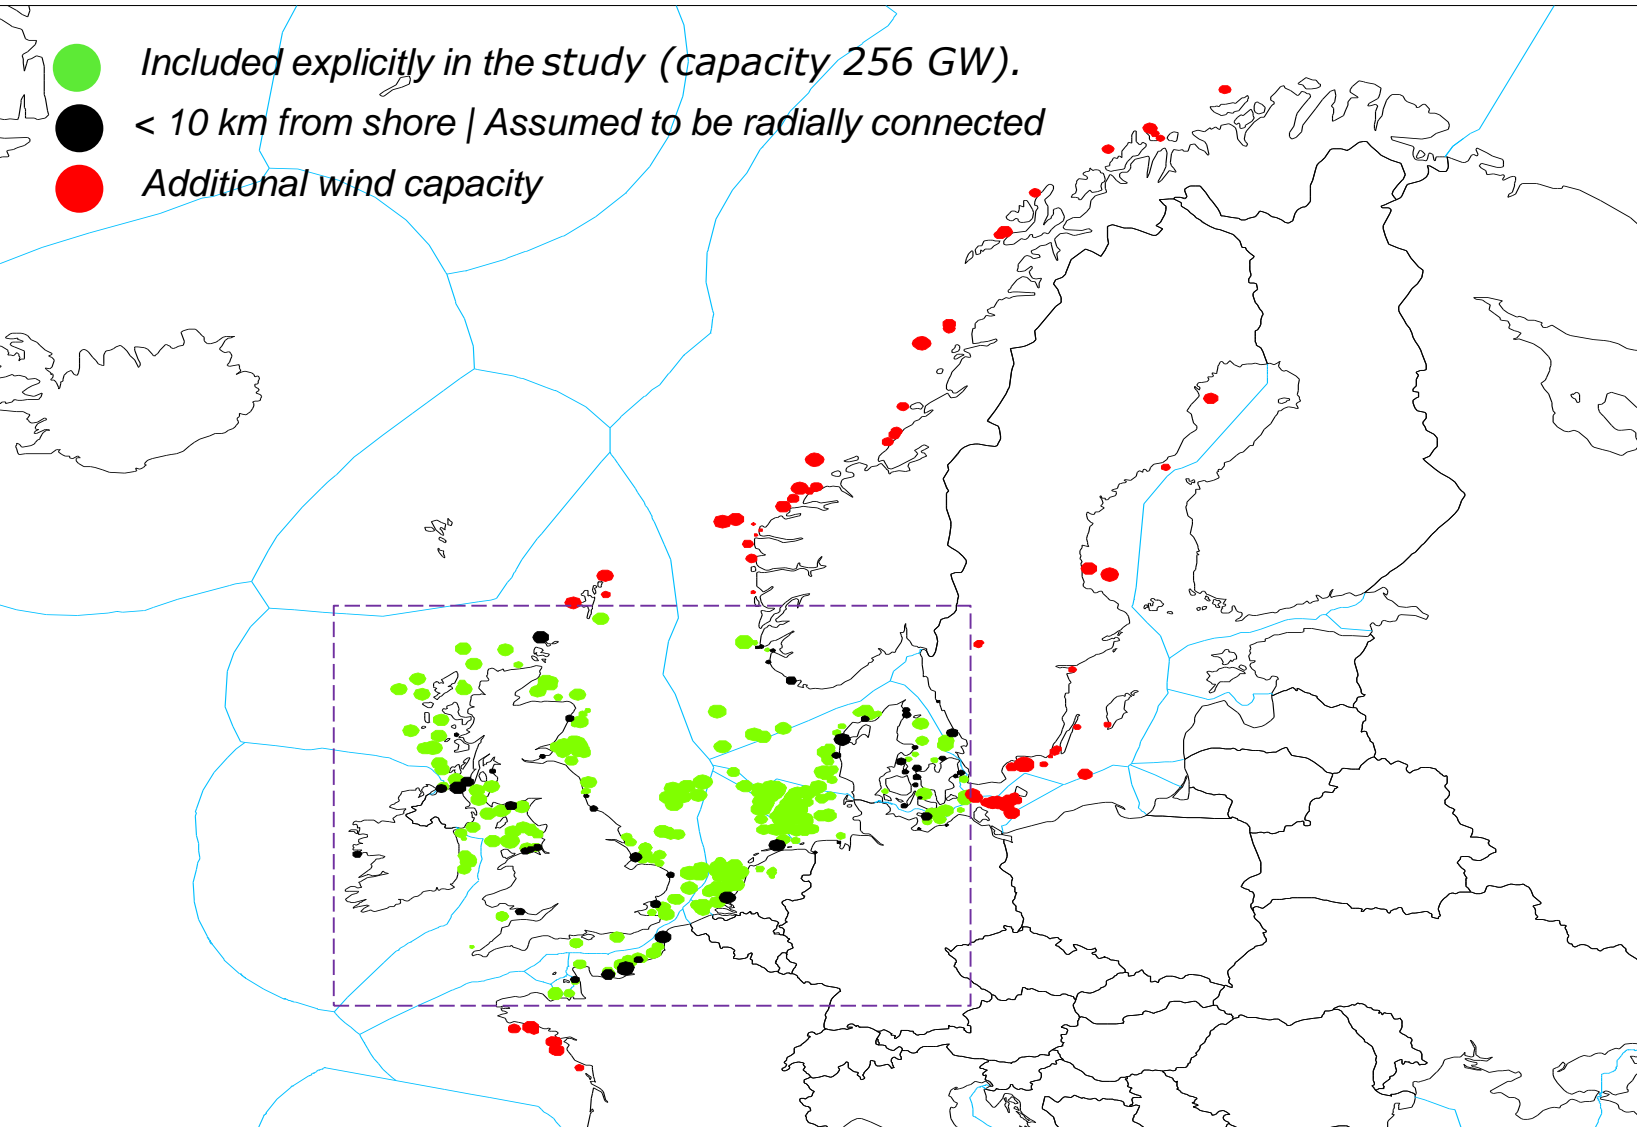 Included explicitly in the study (capacity 256 GW).
< 10 km from shore | Assumed to be radially connected
Additional wind capacity